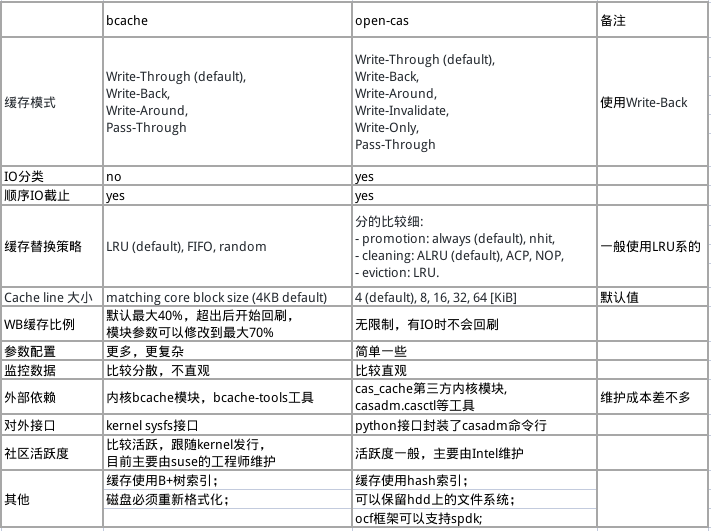 bcache open-cas 备注
缓存模式
Write-Through (default),
Write-Back,
Write-Around,
Pass-Through
Write-Through (default),
Write-Back,
Write-Around,
Write-Invalidate,
Write-Only,
Pass-Through
使用Write-Back
IO分类 no yes
顺序IO截止 yes yes
缓存替换策略 LRU (default), FIFO, random
分的比较细:
- promotion: always (default), nhit,
- cleaning: ALRU (default), ACP, NOP,
- eviction: LRU.
一般使用LRU系的
Cache line 大小 matching core block size (4KB default) 4 (default), 8, 16, 32, 64 [KiB] 默认值
WB缓存比例
默认最大40%，超出后开始回刷，
模块参数可以修改到最大70%
无限制，有IO时不会回刷
参数配置 更多，更复杂 简单一些
监控数据 比较分散，不直观 比较直观
外部依赖 内核bcache模块，bcache-tools工具
cas_cache第三方内核模块,
casadm.casctl等工具
维护成本差不多
对外接口 kernel sysfs接口 python接口封装了casadm命令行
社区活跃度
比较活跃，跟随kernel发行，
目前主要由suse的工程师维护
活跃度一般，主要由Intel维护
其他
缓存使用B+树索引；
磁盘必须重新格式化；
缓存使用hash索引；
可以保留hdd上的文件系统；
ocf框架可以支持spdk;